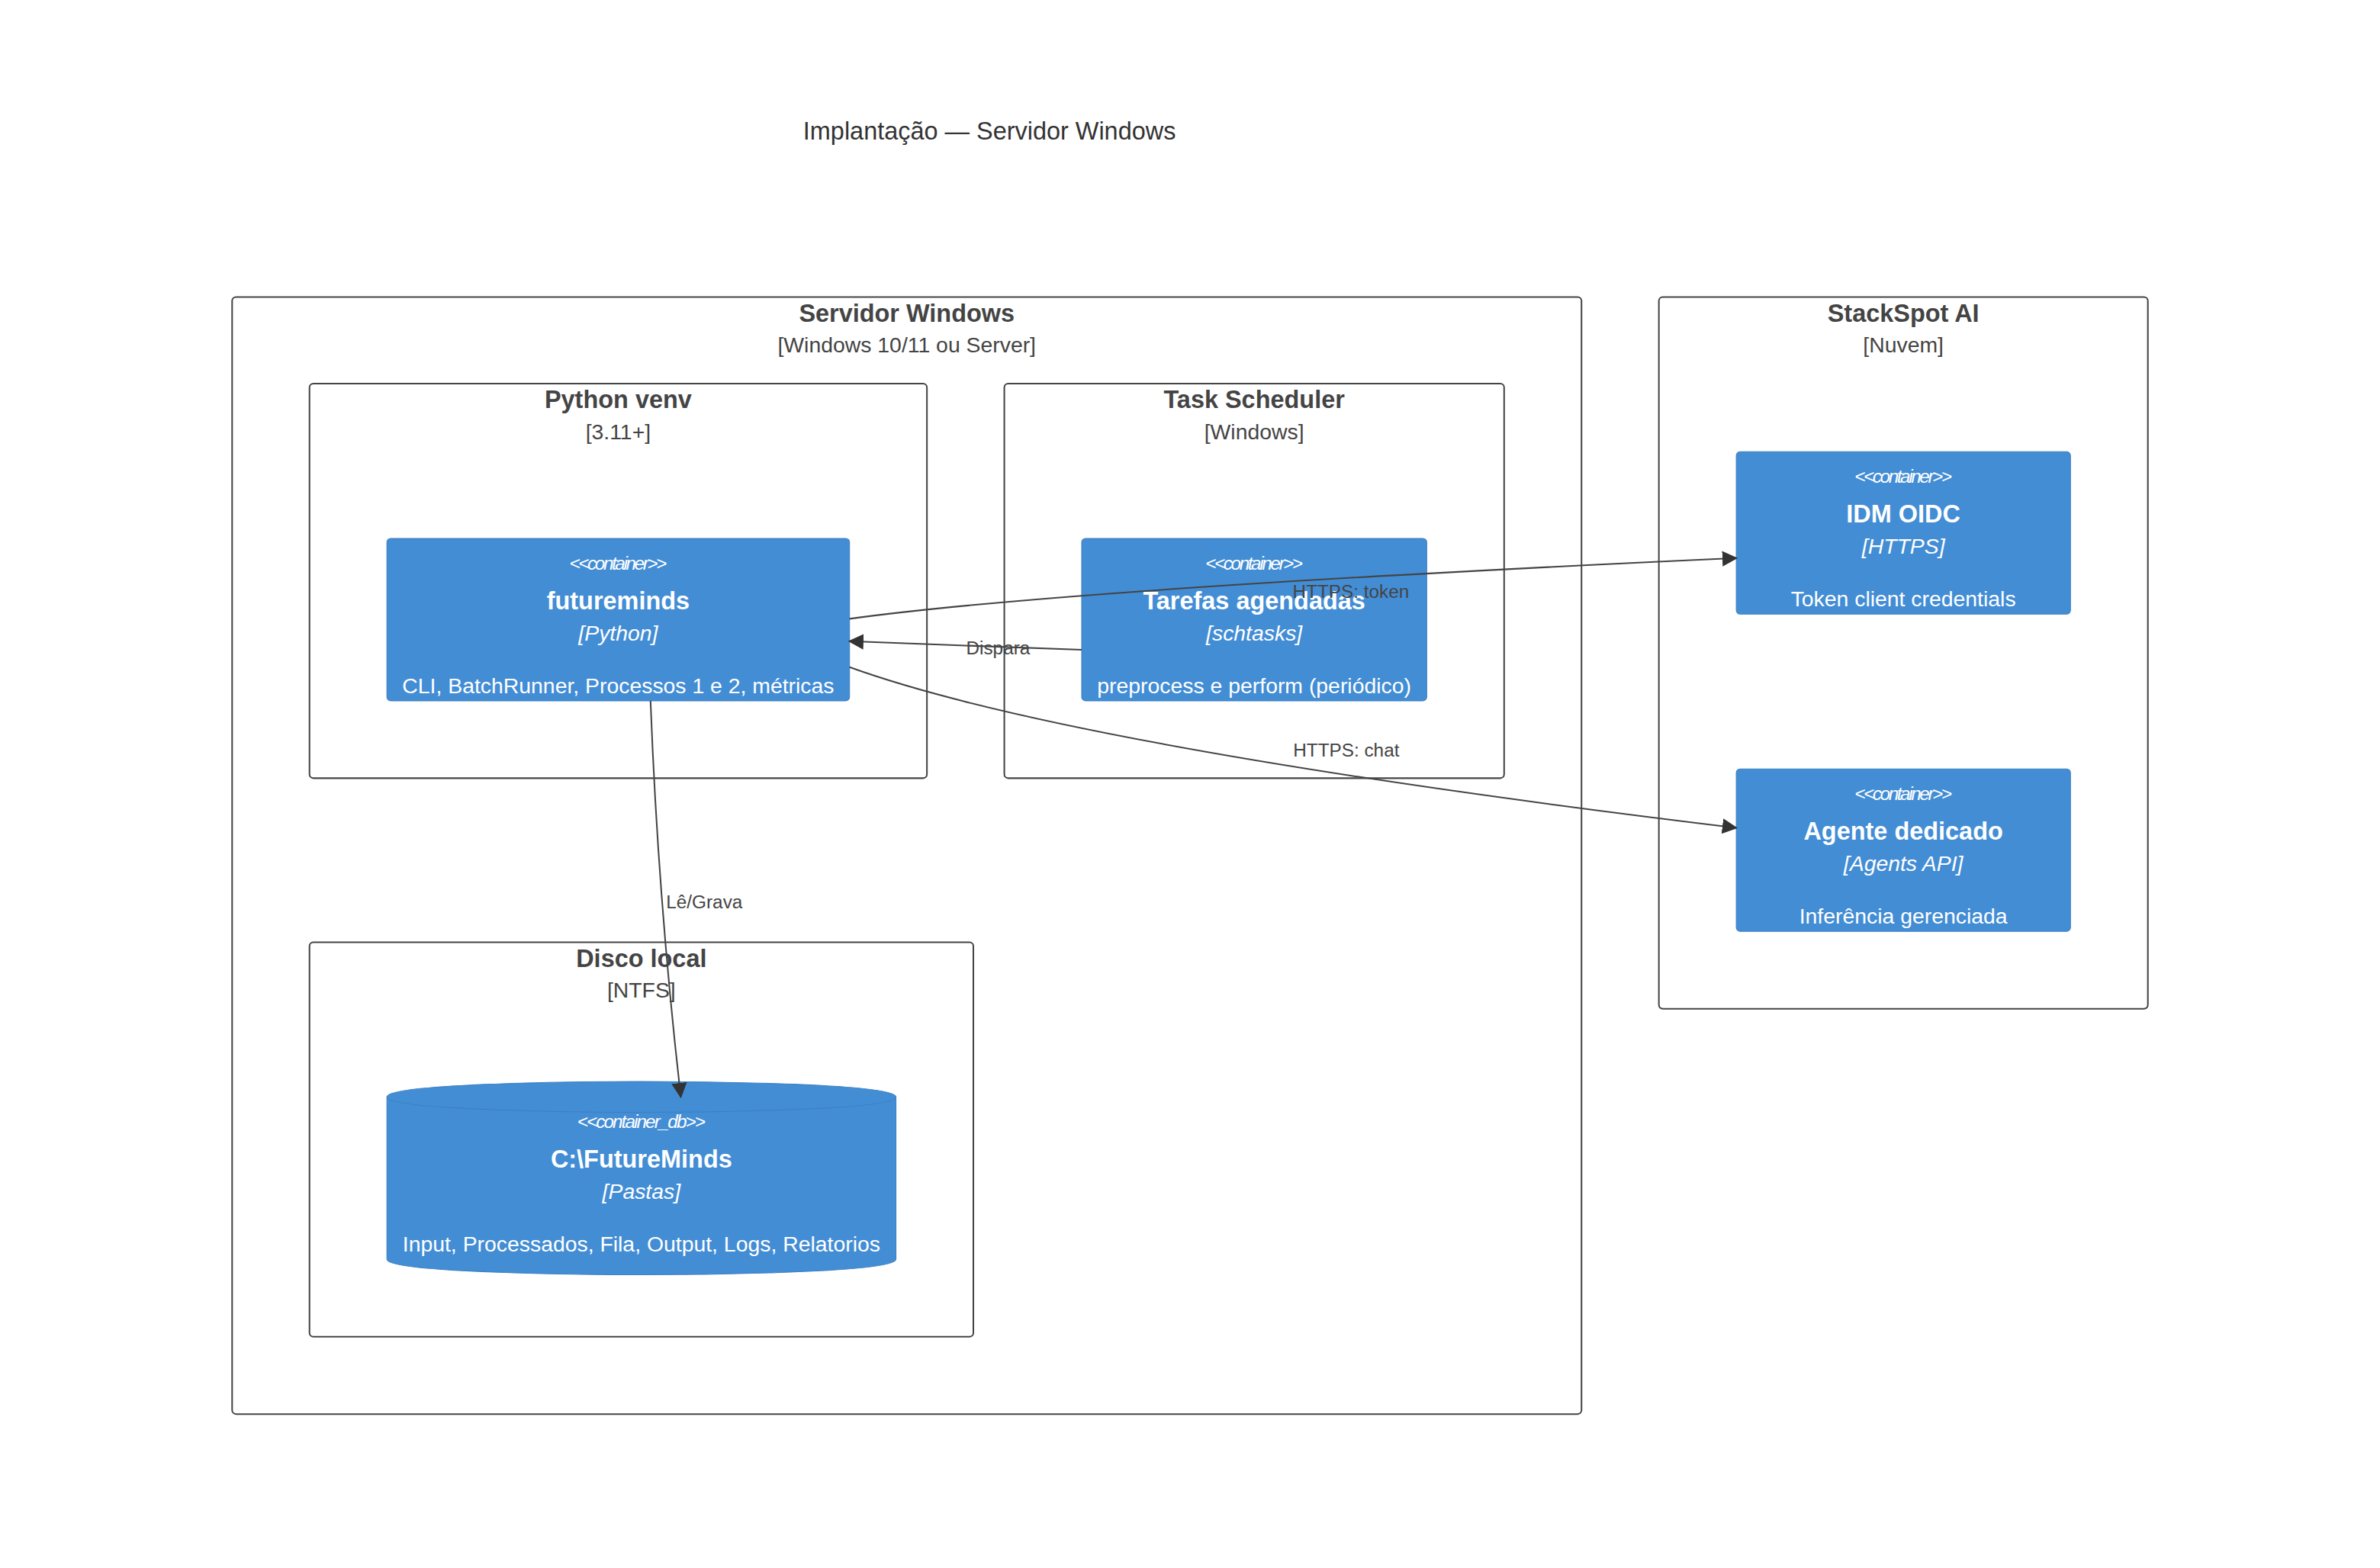 Implantação — Servidor Windows
Servidor Windows
[Windows 10/11 ou Server]
Python venv
[3.11+]
<<container>>
futureminds
[Python]
CLI, BatchRunner, Processos 1 e 2, métricas
Task Scheduler
[Windows]
<<container>>
Tarefas agendadas
[schtasks]
preprocess e perform (periódico)
HTTPS: token
Dispara
HTTPS: chat
Lê/Grava
Disco local
[NTFS]
<<container_db>>
C:\FutureMinds
[Pastas]
Input, Processados, Fila, Output, Logs, Relatorios
StackSpot AI
[Nuvem]
<<container>>
IDM OIDC
[HTTPS]
Token client credentials
<<container>>
Agente dedicado
[Agents API]
Inferência gerenciada